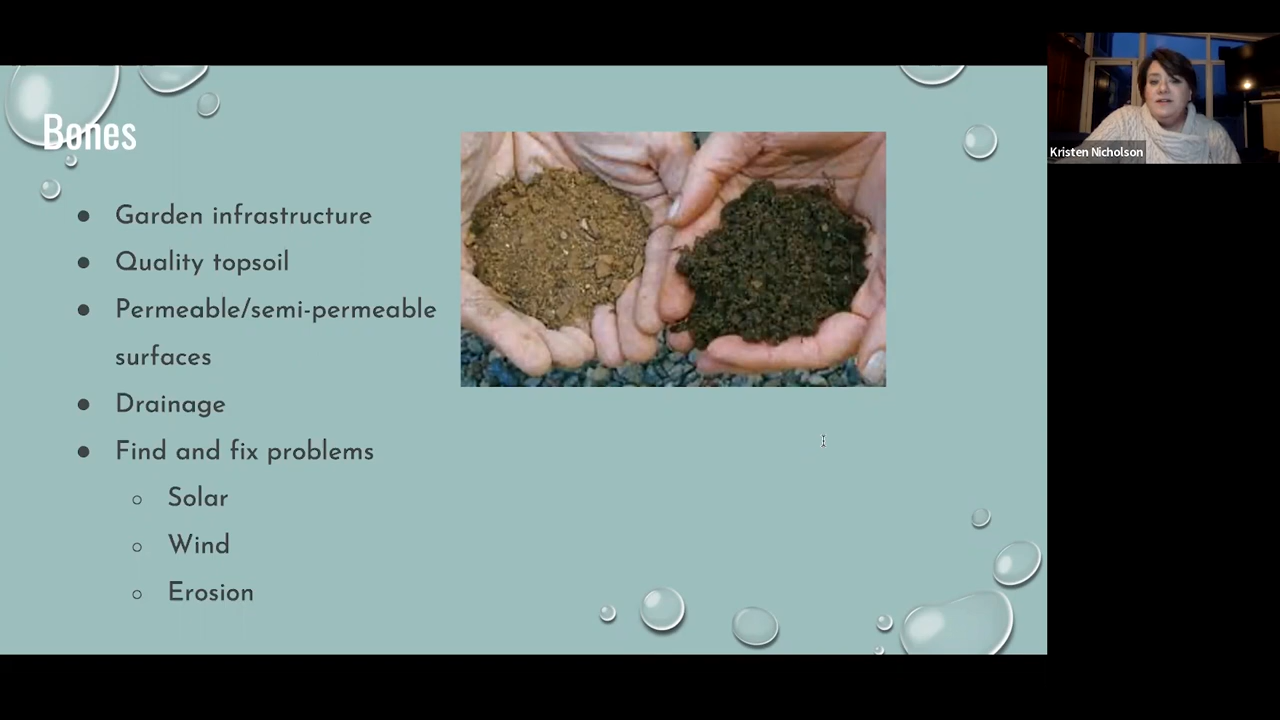 Bones
Garden infrastructure
Quality topsoil
Permeable/semi-permeable
surfaces
Drainage
Find and fix problems
Solar
Wind
Erosion
Kristen Nicholson